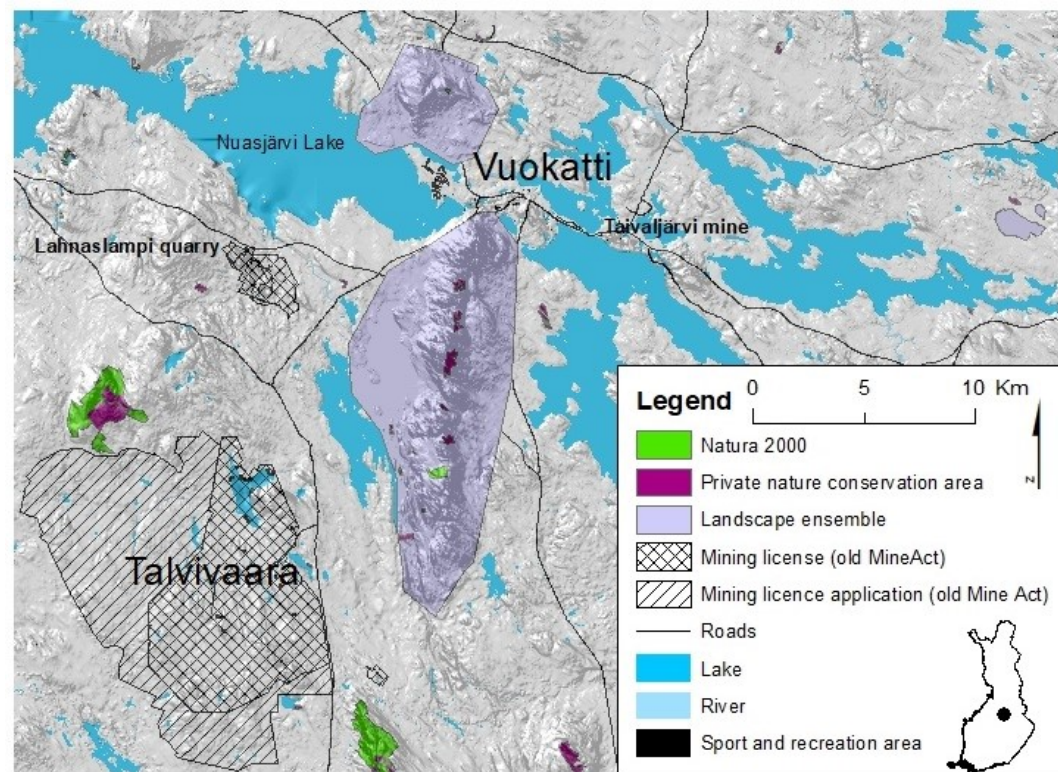 Nuasjärvi Lake
Vuokatti
Lahnaslampi quarry
Taivaljärvi mine
Talvivaara
Legend
0 5 10 Km
Natura 2000
Private nature conservation area
Landscape ensemble
Mining license (old MineAct)
Mining licence application (old Mine Act)
Roads
Lake
River
Sport and recreation area
N